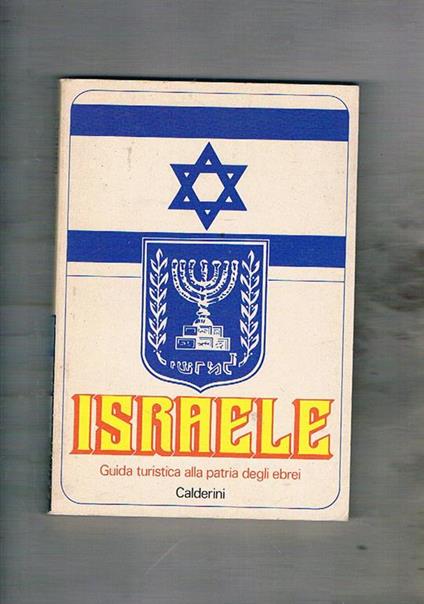 ISRAELE
Guida turistica alla patria degli ebrei
Calderini